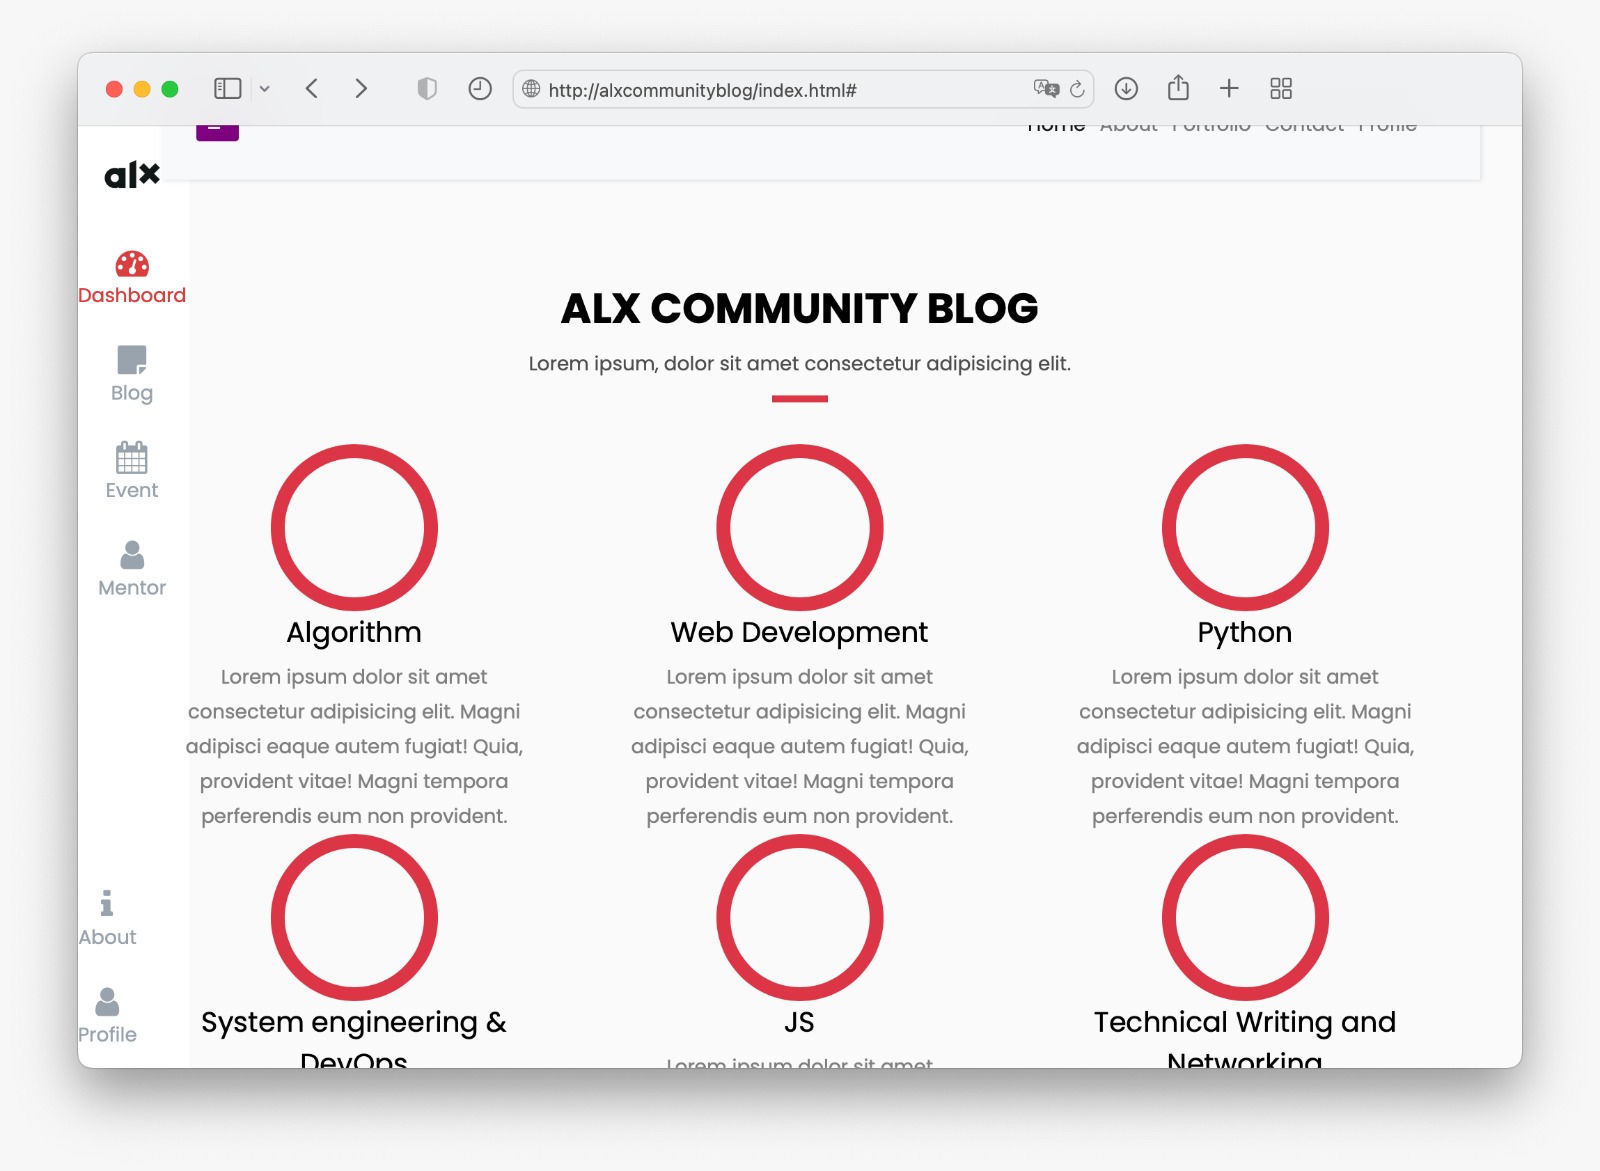 http://alxcommunityblog/index.html#
Home About Portfolio Contact Profile
alx
Dashboard
Blog
Event
Mentor
About
Profile
ALX COMMUNITY BLOG
Lorem ipsum, dolor sit amet consectetur adipisicing elit.
Algorithm
Lorem ipsum dolor sit amet
consectetur adipisicing elit. Magni
adipisci eaque autem fugiat! Quia,
provident vitae! Magni tempora
perferendis eum non provident.
Web Development
Lorem ipsum dolor sit amet
consectetur adipisicing elit. Magni
adipisci eaque autem fugiat! Quia,
provident vitae! Magni tempora
perferendis eum non provident.
Python
Lorem ipsum dolor sit amet
consectetur adipisicing elit. Magni
adipisci eaque autem fugiat! Quia,
provident vitae! Magni tempora
perferendis eum non provident.
System engineering &
DevOps
JS
Lorem ipsum dolor sit amet
Technical Writing and
Networking